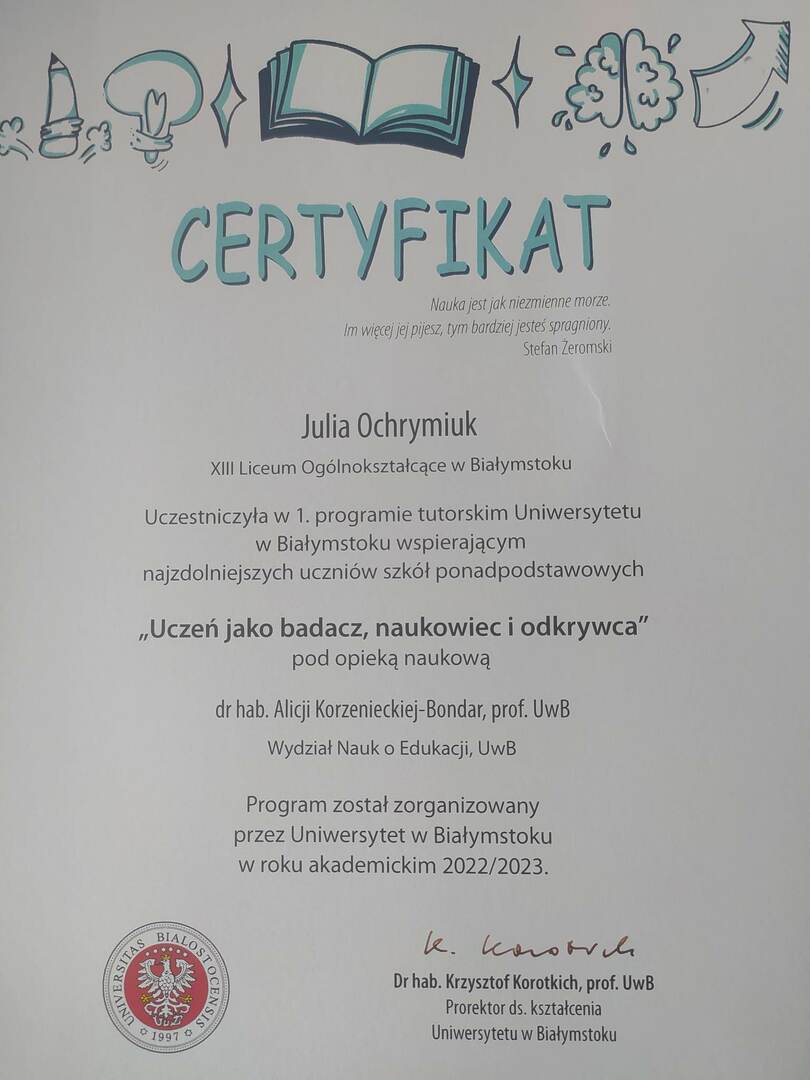 CERTYFIKAT
Nauka jest jak niezmienne morze.
Im więcej jej pijesz, tym bardziej jesteś spragniony.
Stefan Żeromski
Julia Ochrymiuk
XIII Liceum Ogólnokształcące w Białymstoku
Uczestniczyła w 1. programie tutorskim Uniwersytetu
w Białymstoku wspierającym
najzdolniejszych uczniów szkół ponadpodstawowych
„Uczeń jako badacz, naukowiec i odkrywca”
pod opieką naukową
dr hab. Alicji Korzenieckiej-Bondar, prof. UwB
Wydział Nauk o Edukacji, UwB
Program został zorganizowany
przez Uniwersytet w Białymstoku
w roku akademickim 2022/2023.
UNIVERSITAS BIALOSTOCENSIS
1997
K. Korotkich
Dr hab. Krzysztof Korotkich, prof. UwB
Prorektor ds. kształcenia
Uniwersytetu w Białymstoku